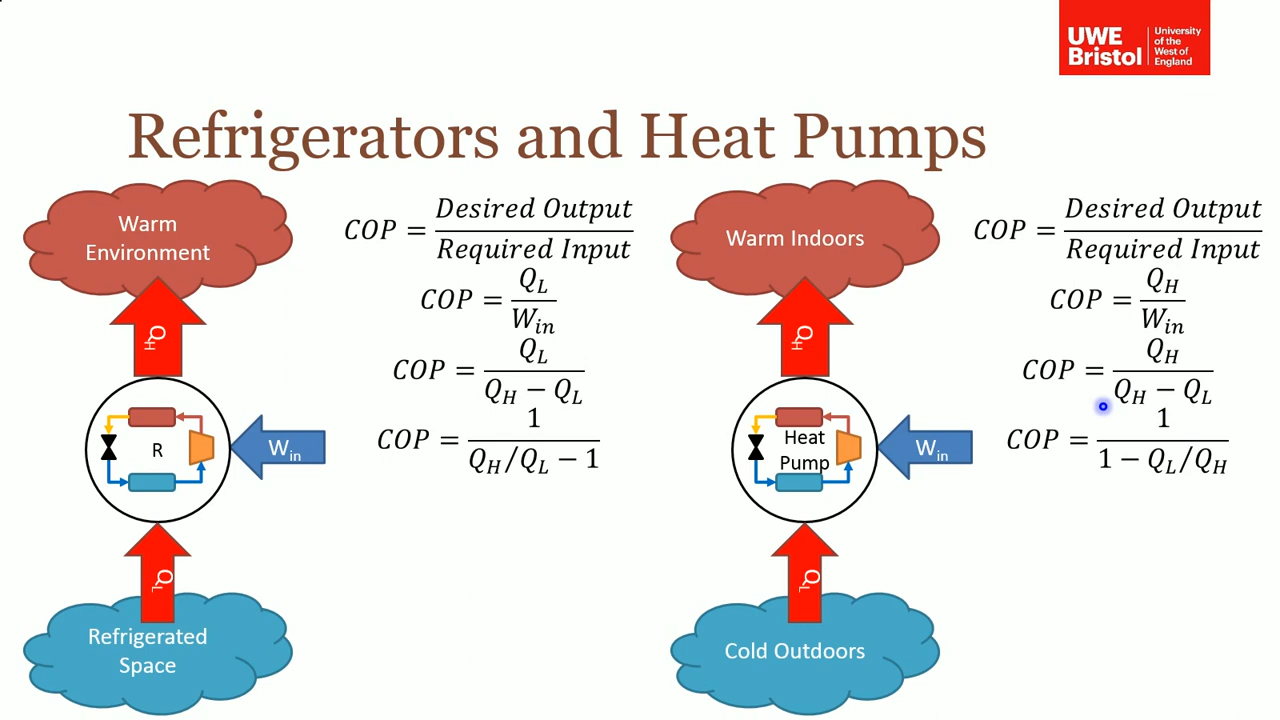 UWE
Bristol
University
of the
West of
England
Refrigerators and Heat Pumps
Warm
Environment
Q_H
R
W_in
Q_L
Refrigerated
Space
COP = Desired Output / Required Input
COP = Q_L / W_in
COP = Q_L / (Q_H − Q_L)
COP = 1 / (Q_H/Q_L − 1)
Warm Indoors
Q_H
Heat
Pump
W_in
Q_L
Cold Outdoors
COP = Desired Output / Required Input
COP = Q_H / W_in
COP = Q_H / (Q_H − Q_L)
COP = 1 / (1 − Q_L/Q_H)